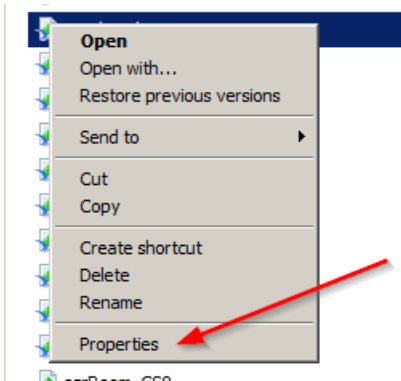 Open
Open with...
Restore previous versions
Send to
Cut
Copy
Create shortcut
Delete
Rename
Properties